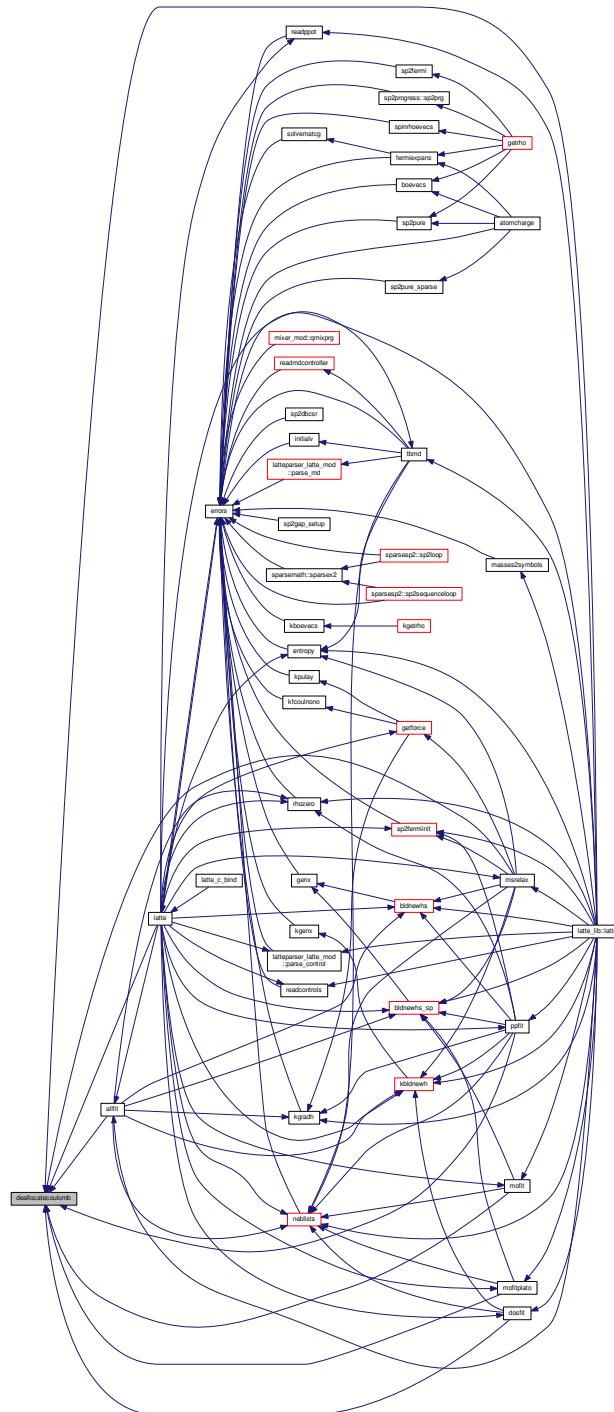 readppot
sp2fermi
sp2progress::sp2prg
spinrhoevecs
solvematcg
getrho
fermiexpans
boevecs
sp2pure
atomcharge
sp2pure_sparse
mixer_mod::qmixprg
readmdcontroller
sp2dbcsr
initialv
tbmd
latteparser_latte_mod
::parse_md
errors
sp2gap_setup
sparsesp2::sp2loop
masses2symbols
sparsemath::sparsex2
sparsesp2::sp2sequenceloop
kboevecs
kgetrho
entropy
kpulay
kfcoulnono
getforce
rhozero
sp2fermiinit
latte_c_bind
genx
msrelax
bldnewhs
latte
kgenx
latte_lib::latte
latteparser_latte_mod
::parse_control
readcontrols
bldnewhs_sp
ppfit
kbldnewh
allfit
kgradh
mofit
deallocatecoulomb
neblists
mofitplato
dosfit